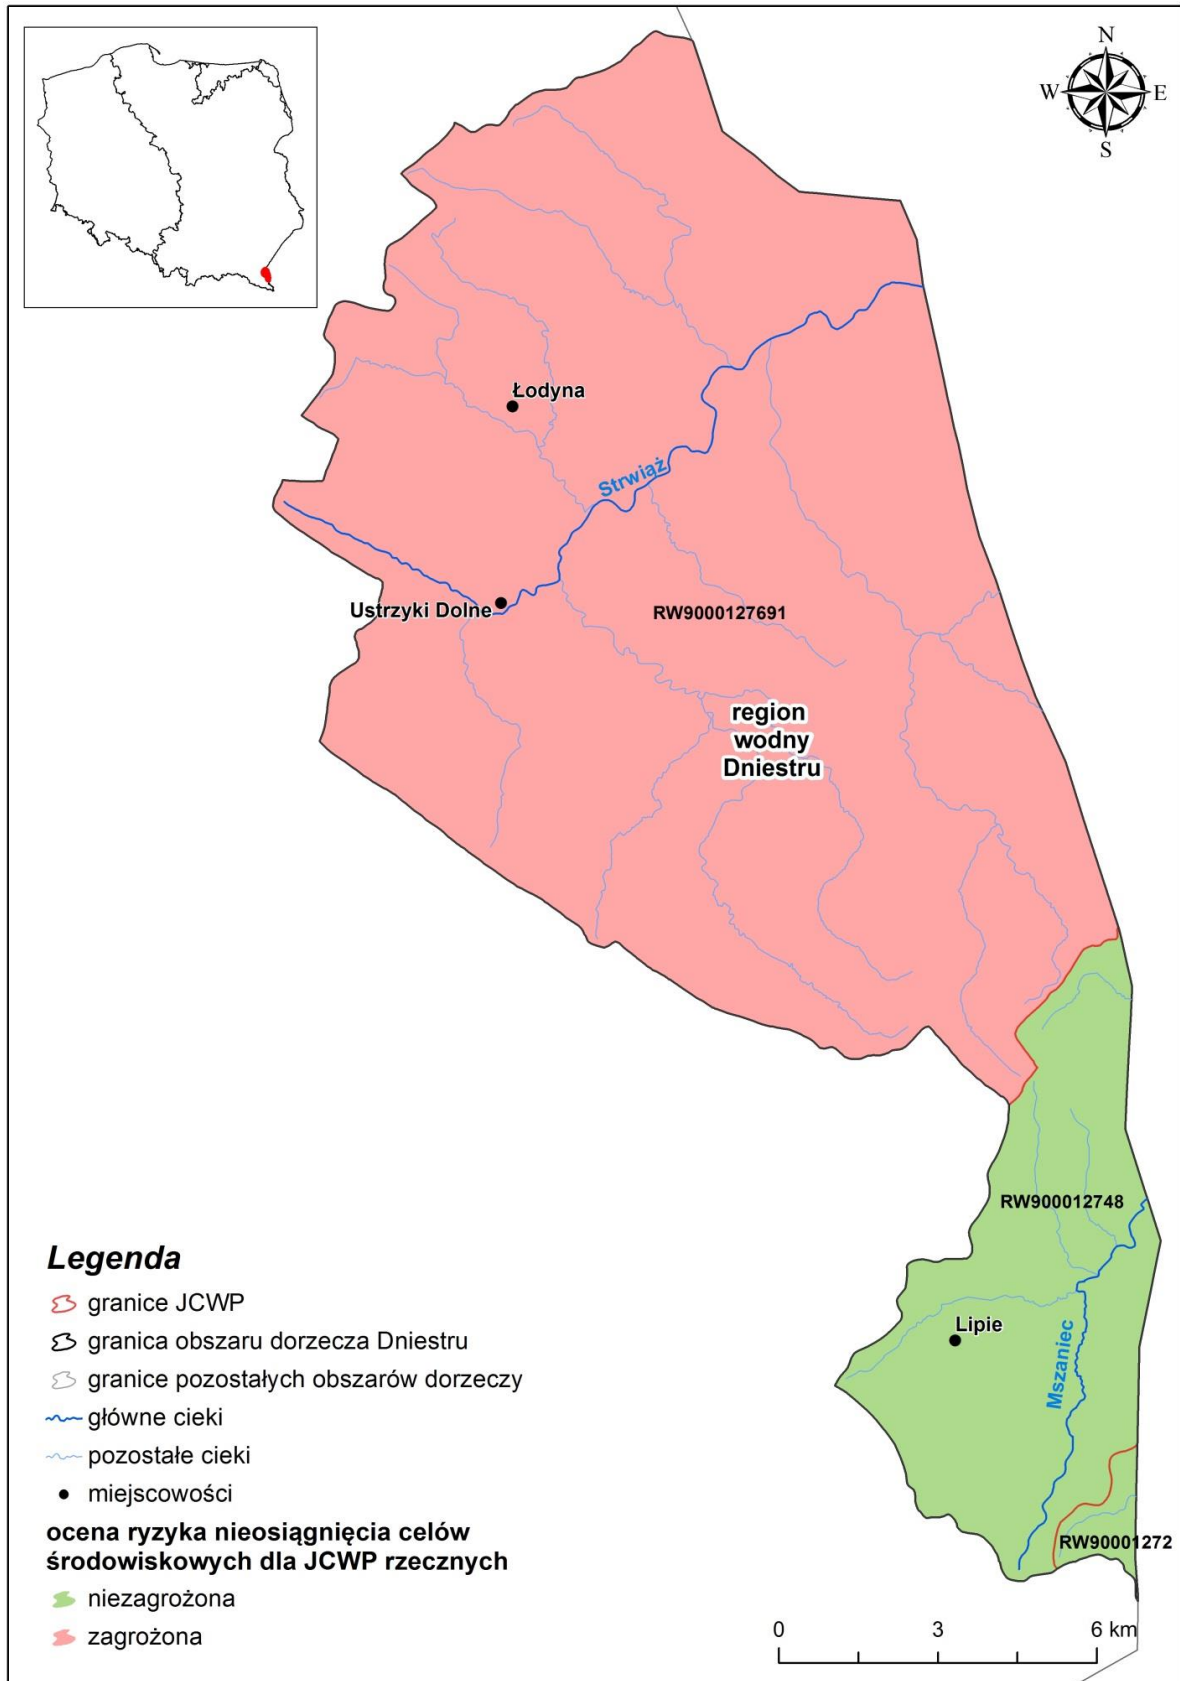 N
W
E
S
Łodyna
Strwiąż
Ustrzyki Dolne
RW9000127691
region
wodny
Dniestru
RW900012748
Lipie
Mszaniec
RW90001272
Legenda
granice JCWP
granica obszaru dorzecza Dniestru
granice pozostałych obszarów dorzeczy
główne cieki
pozostałe cieki
miejscowości
ocena ryzyka nieosiągnięcia celów
środowiskowych dla JCWP rzecznych
niezagrożona
zagrożona
0 3 6 km